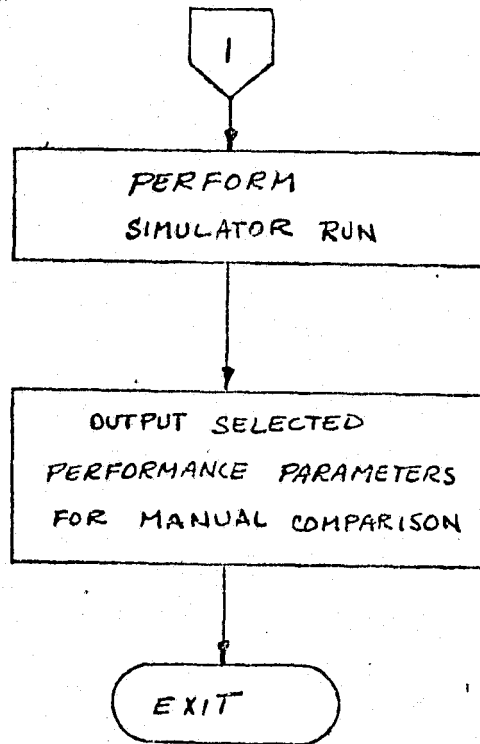 1
PERFORM
SIMULATOR RUN
OUTPUT SELECTED
PERFORMANCE PARAMETERS
FOR MANUAL COMPARISON
EXIT